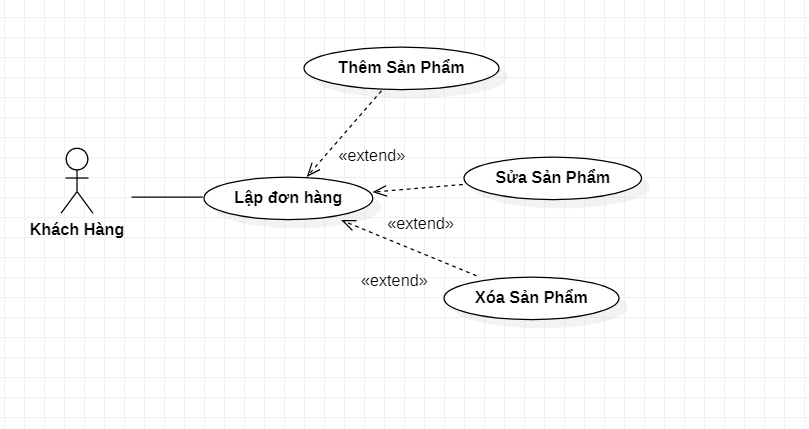 Thêm Sản Phẩm
«extend»
Sửa Sản Phẩm
Lập đơn hàng
Khách Hàng
«extend»
«extend»
Xóa Sản Phẩm